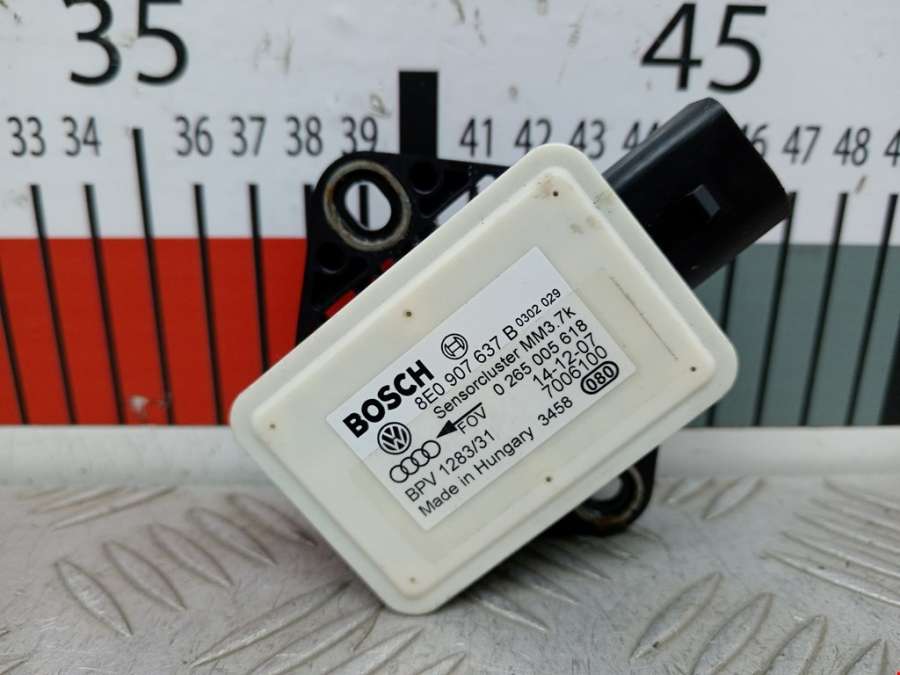 35 45
33 34 36 37 38 39 41 42 43 44 46 47 48 4
BOSCH
8E0 907 637 B 0302 029
Sensorcluster MM3.7k
0 265 005 618
14-12-07
7006100
FOV
080
BPV 1283/31
Made in Hungary 3458